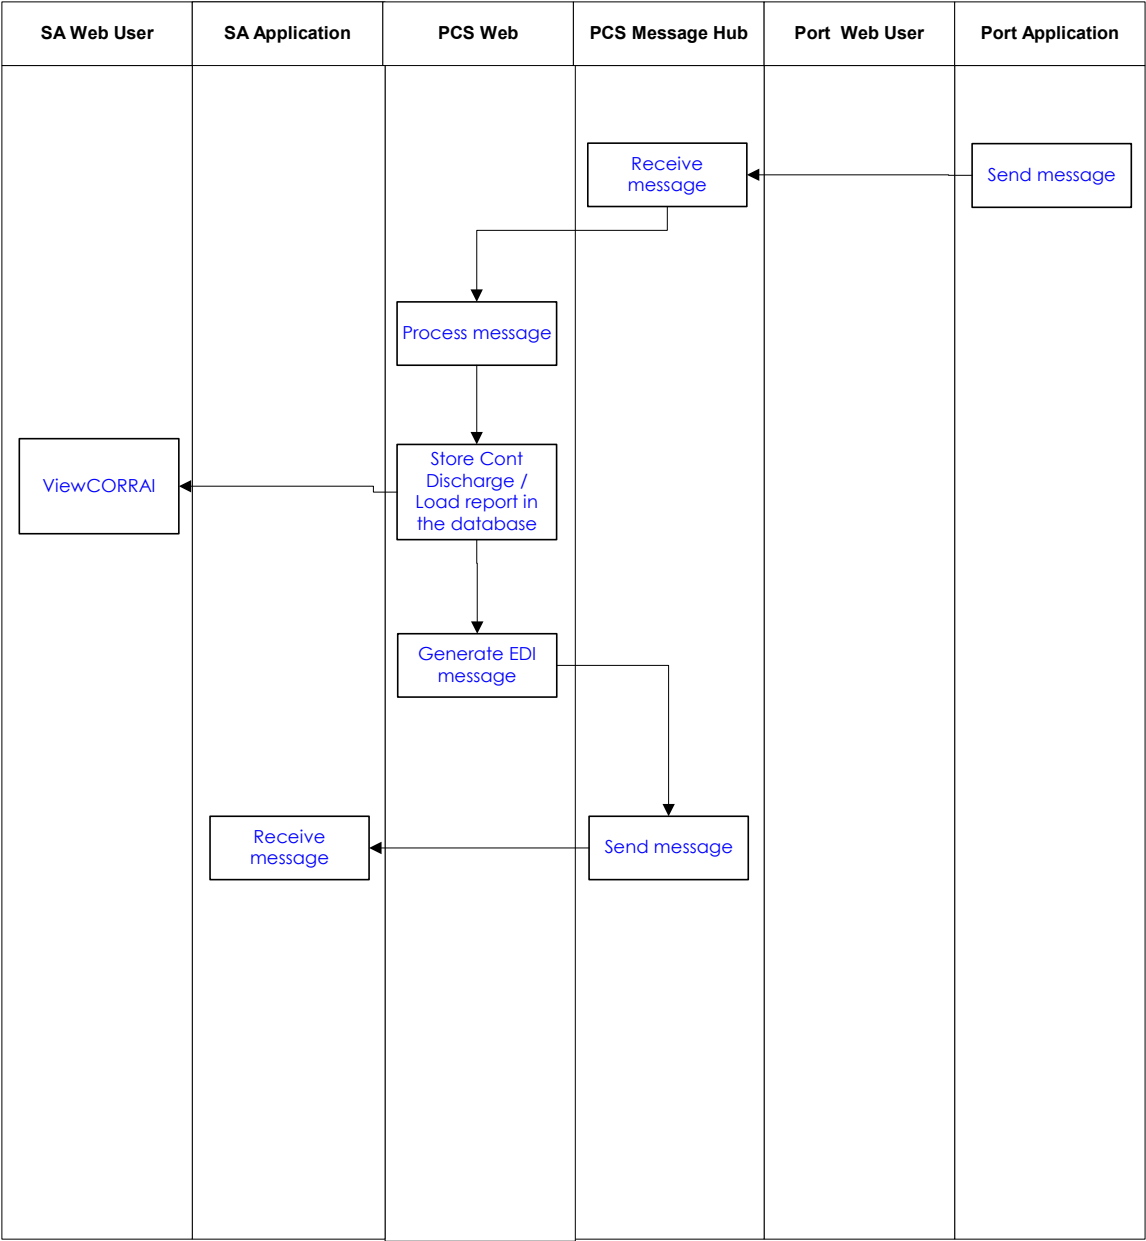 SA Web User
SA Application
PCS Web
PCS Message Hub
Port Web User
Port Application
Receive
message
Send message
Process message
Store Cont
Discharge /
Load report in
the database
ViewCORRAI
Generate EDI
message
Receive
message
Send message